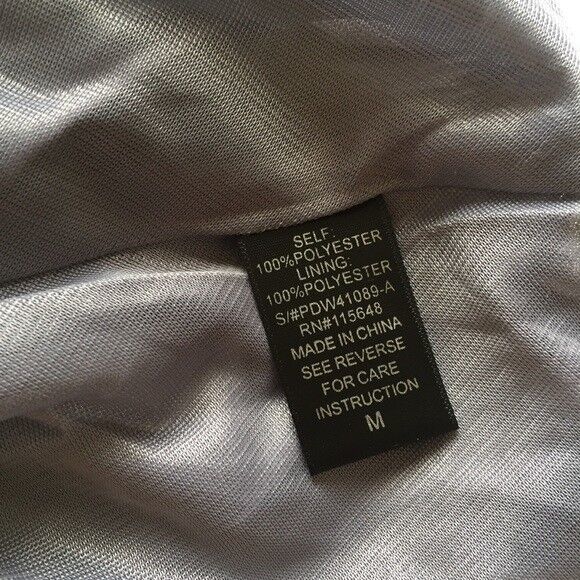 SELF:
100%POLYESTER
LINING:
100%POLYESTER
S/#PDW41089-A
RN#115648
MADE IN CHINA
SEE REVERSE
FOR CARE
INSTRUCTION
M